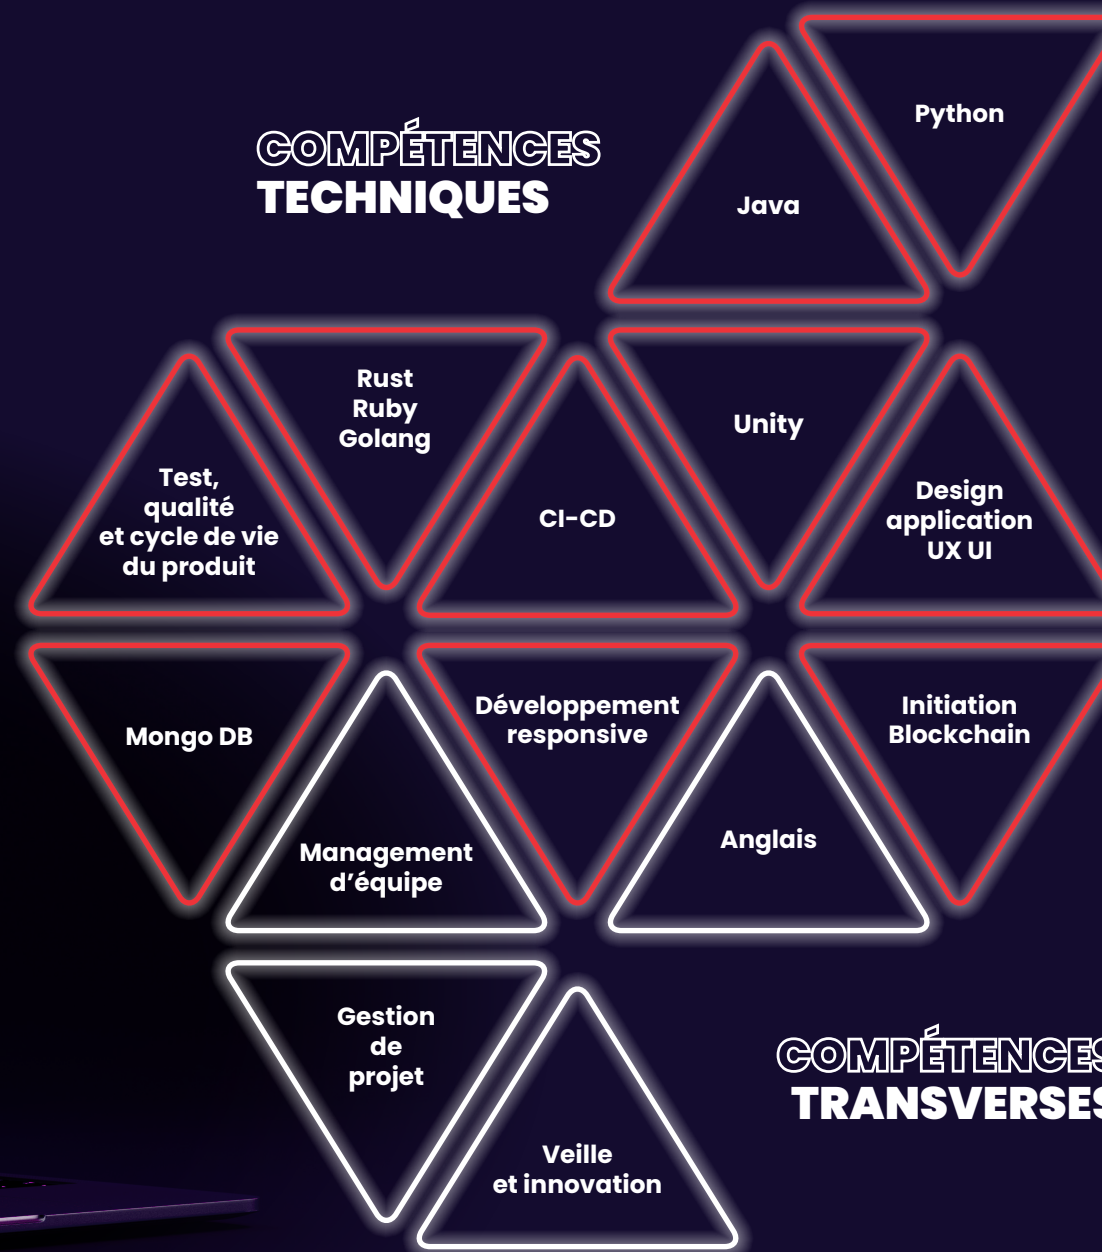 COMPÉTENCES
TECHNIQUES
Python
Java
Rust
Ruby
Golang
Unity
Test,
qualité
et cycle de vie
du produit
CI-CD
Design
application
UX UI
Mongo DB
Développement
responsive
Initiation
Blockchain
Management
d’équipe
Anglais
Gestion
de
projet
COMPÉTENCES
TRANSVERSES
Veille
et innovation